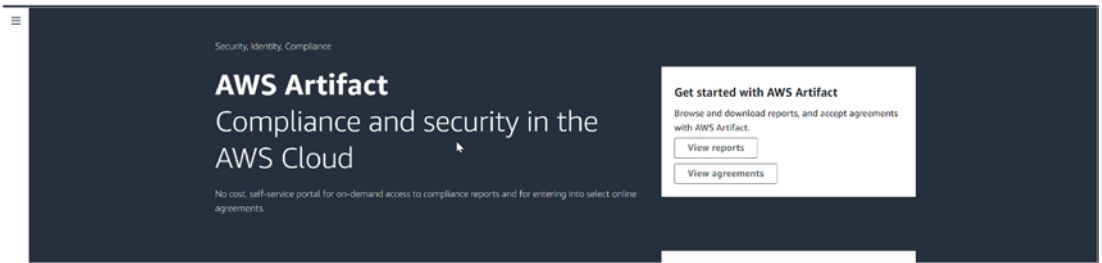 Security, Identity, Compliance
AWS Artifact
Compliance and security in the
AWS Cloud
No cost, self-service portal for on-demand access to compliance reports and for entering into select online
agreements.
Get started with AWS Artifact
Browse and download reports, and accept agreements
with AWS Artifact.
View reports
View agreements